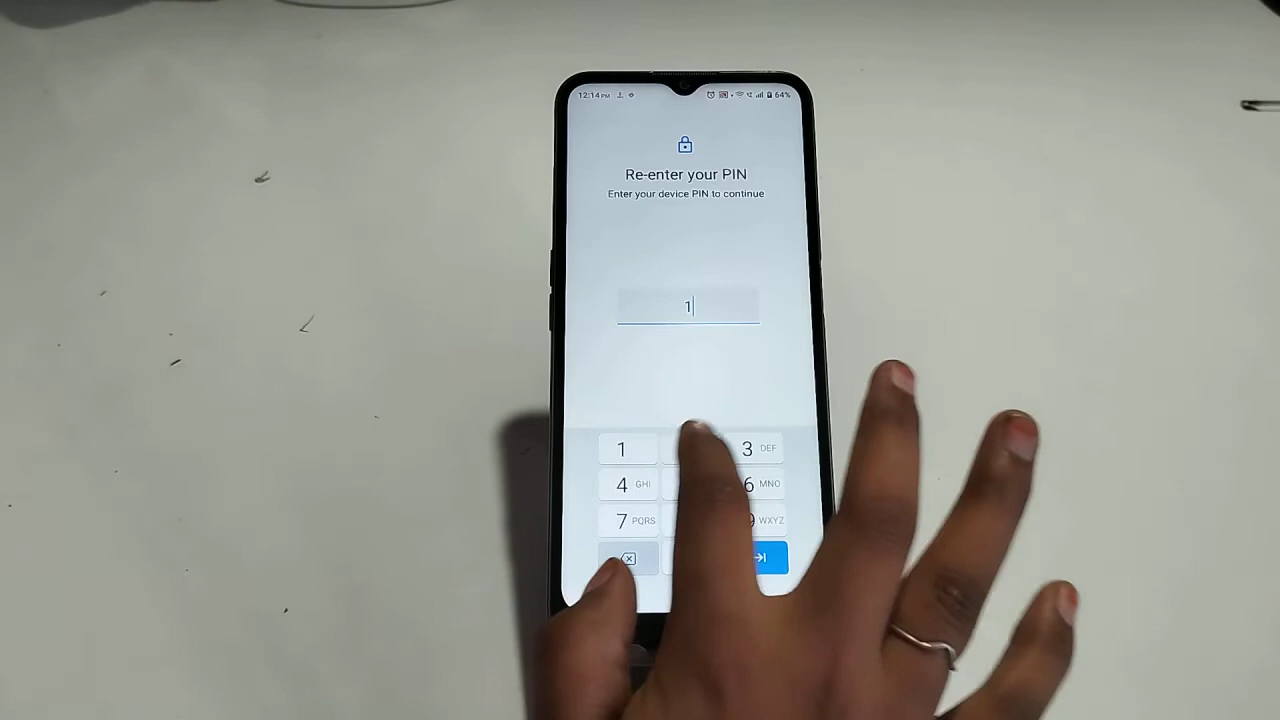 12:14 PM 64%
Re-enter your PIN
Enter your device PIN to continue
1
1 3 DEF
4 GHI 6 MNO
7 PQRS 9 WXYZ